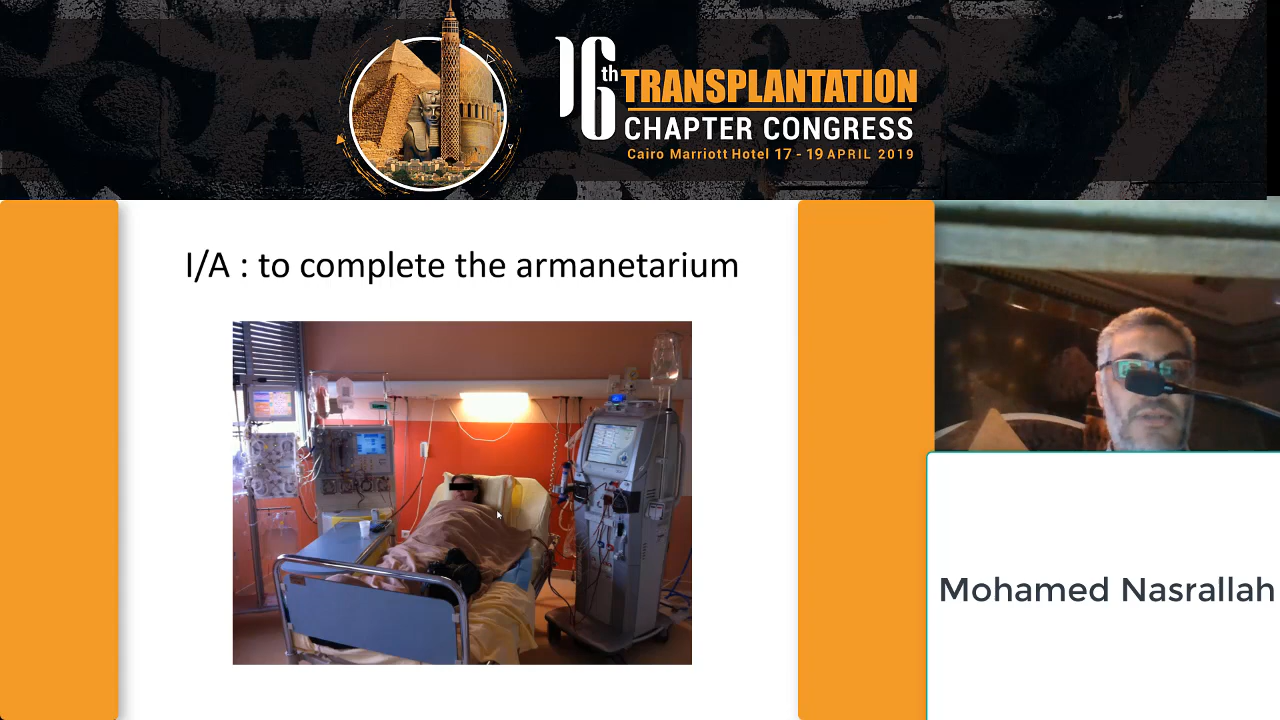 16th TRANSPLANTATION
CHAPTER CONGRESS
Cairo Marriott Hotel 17 - 19 APRIL 2019
I/A : to complete the armanetarium
Mohamed Nasrallah